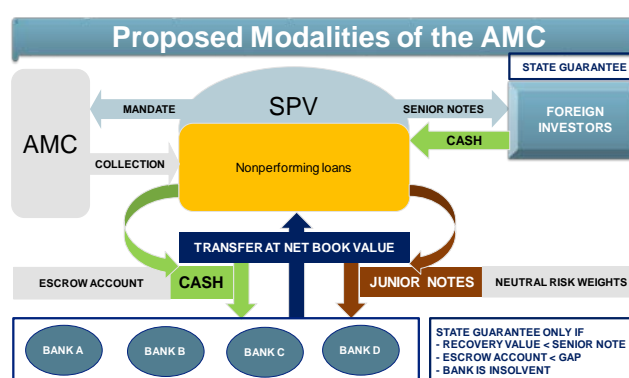 Proposed Modalities of the AMC
STATE GUARANTEE
MANDATE
SPV
SENIOR NOTES
FOREIGN
INVESTORS
AMC
CASH
COLLECTION
Nonperforming loans
TRANSFER AT NET BOOK VALUE
ESCROW ACCOUNT
CASH
JUNIOR NOTES
NEUTRAL RISK WEIGHTS
BANK A
BANK B
BANK C
BANK D
STATE GUARANTEE ONLY IF
- RECOVERY VALUE < SENIOR NOTE
- ESCROW ACCOUNT < GAP
- BANK IS INSOLVENT